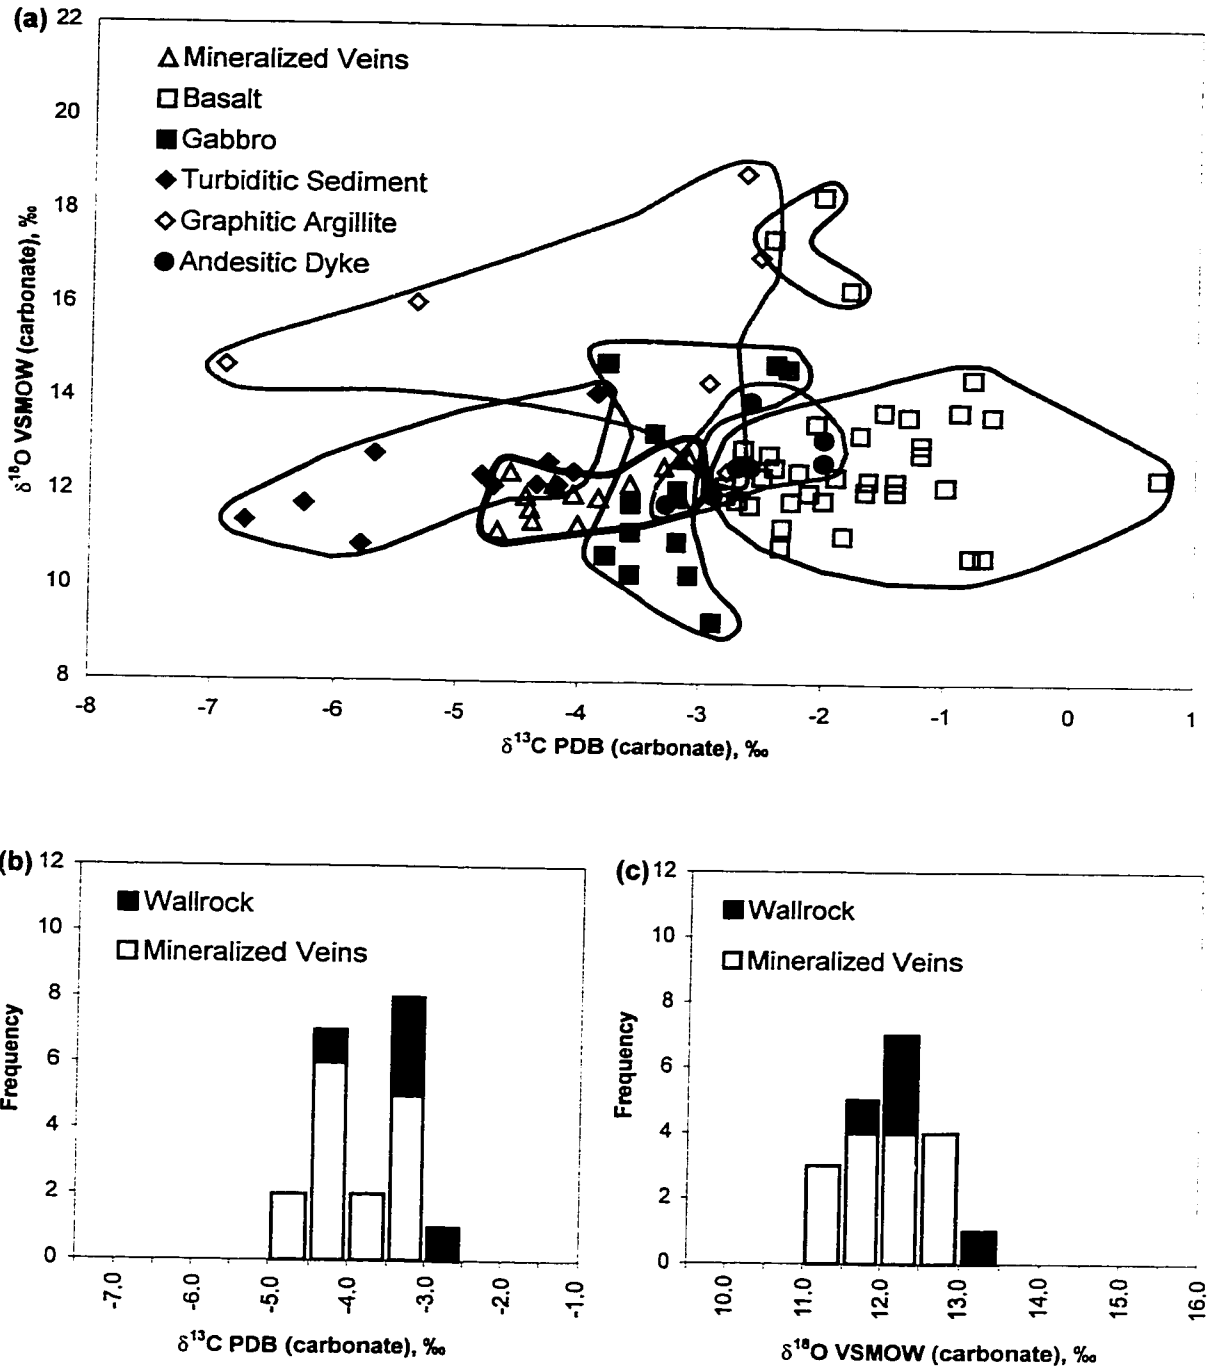 (a) 22
20
18
16
14
12
10
8
δ18O VSMOW (carbonate), ‰
Mineralized Veins
Basalt
Gabbro
Turbiditic Sediment
Graphitic Argillite
Andesitic Dyke
-8 -7 -6 -5 -4 -3 -2 -1 0 1
δ13C PDB (carbonate), ‰
(b) 12
10
8
6
4
2
0
Frequency
Wallrock
Mineralized Veins
-7.0 -5.0 -4.0 -3.0 -1.0
δ13C PDB (carbonate), ‰
(c) 12
10
8
6
4
2
0
Frequency
Wallrock
Mineralized Veins
10.0 11.0 12.0 13.0 14.0 15.0 16.0
δ18O VSMOW (carbonate), ‰